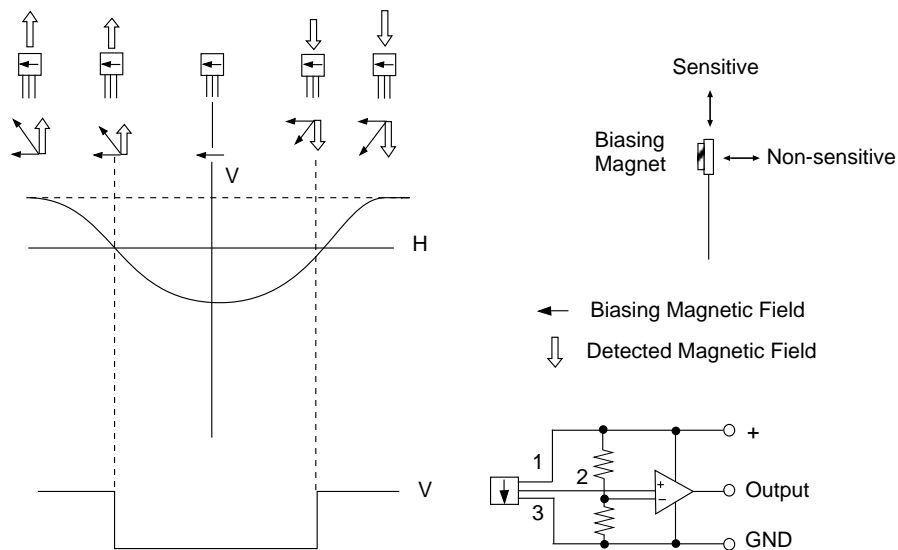 Sensitive
Biasing
Magnet
Non-sensitive
V
H
Biasing Magnetic Field
Detected Magnetic Field
+
1
2
+
−
V
Output
3
GND